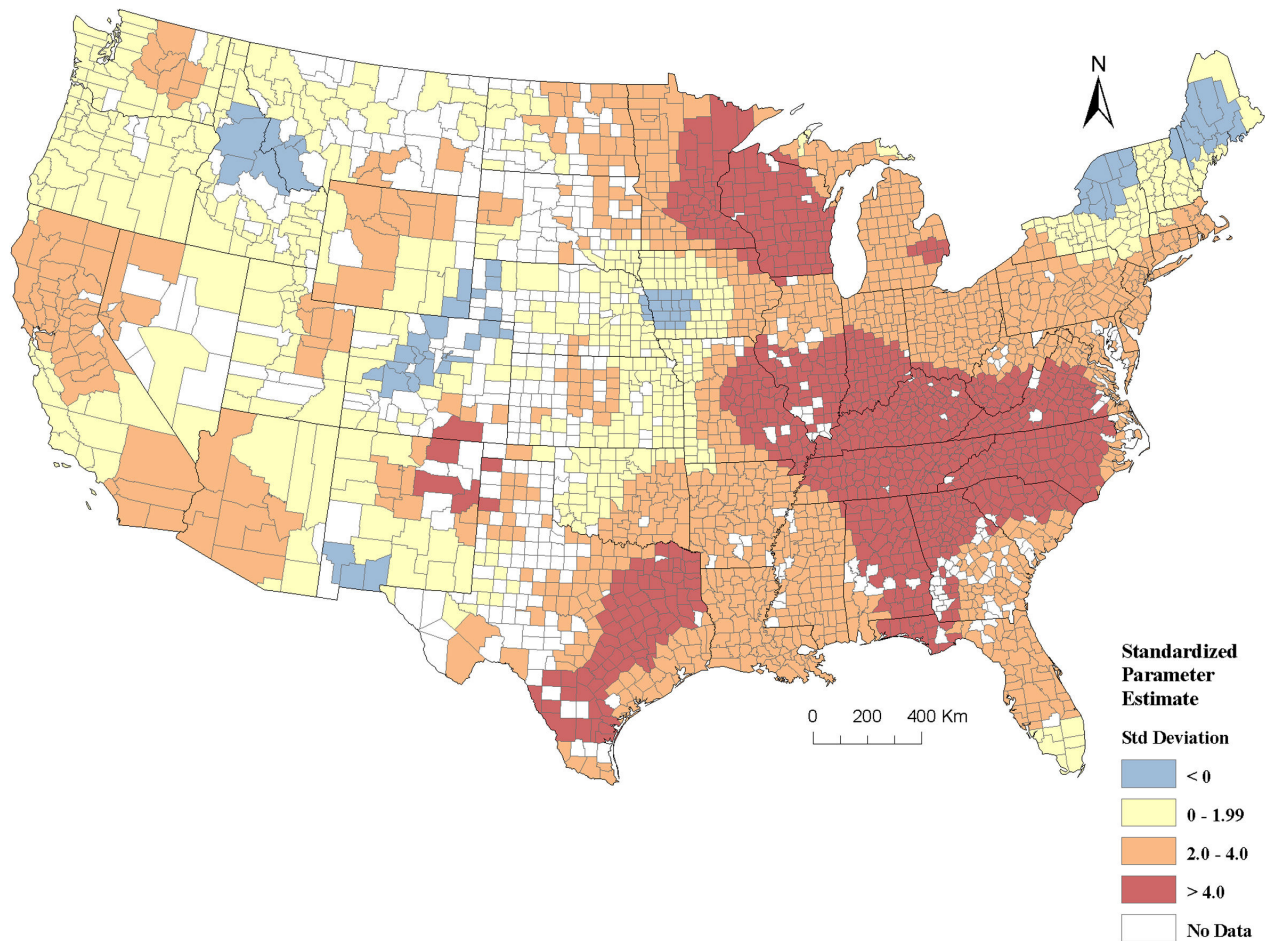 N
0 200 400 Km
Standardized
Parameter
Estimate
Std Deviation
< 0
0 - 1.99
2.0 - 4.0
> 4.0
No Data